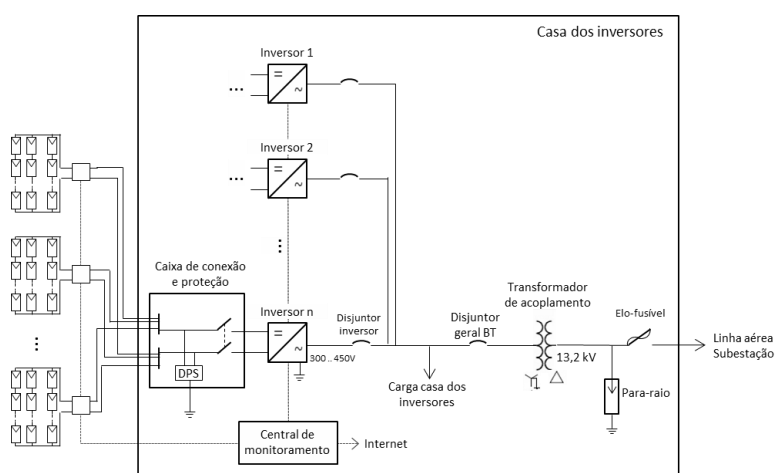 Casa dos inversores
Inversor 1
Inversor 2
Caixa de conexão
e proteção
Inversor n
Disjuntor
inversor
300 .. 450V
DPS
Disjuntor
geral BT
Transformador
de acoplamento
13,2 kV
Elo-fusível
Linha aérea
Subestação
Carga casa dos
inversores
Para-raio
Central de
monitoramento
Internet